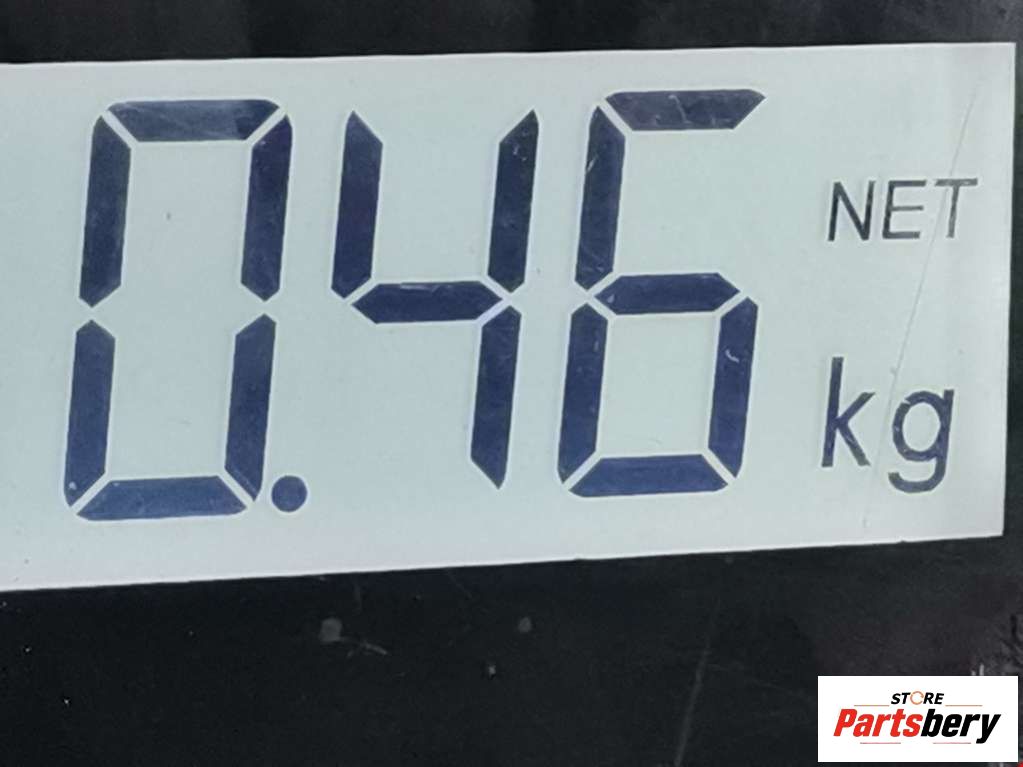 0.46 NET
kg
STORE
Partsbery